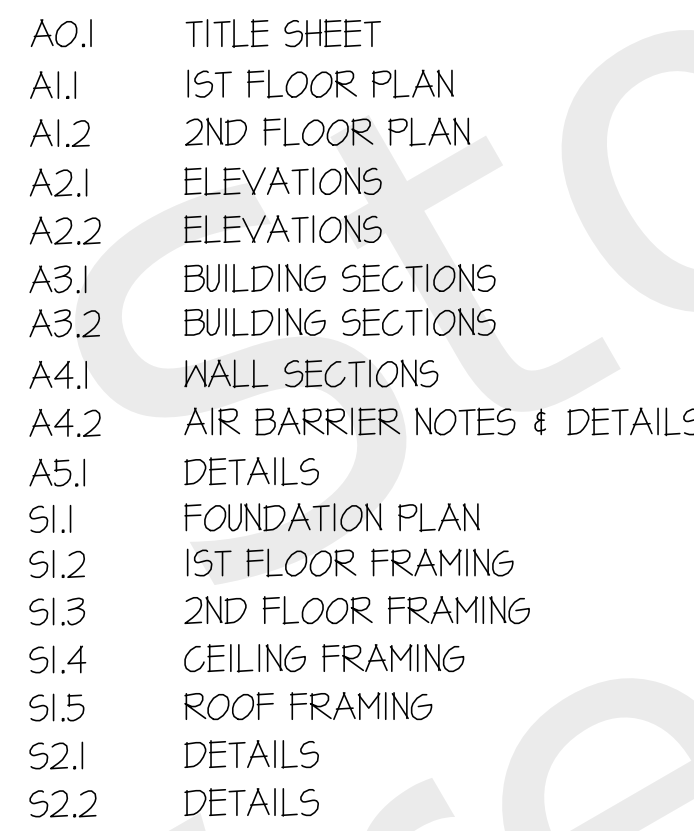 A0.1 TITLE SHEET
A1.1 1ST FLOOR PLAN
A1.2 2ND FLOOR PLAN
A2.1 ELEVATIONS
A2.2 ELEVATIONS
A3.1 BUILDING SECTIONS
A3.2 BUILDING SECTIONS
A4.1 WALL SECTIONS
A4.2 AIR BARRIER NOTES & DETAILS
A5.1 DETAILS
S1.1 FOUNDATION PLAN
S1.2 1ST FLOOR FRAMING
S1.3 2ND FLOOR FRAMING
S1.4 CEILING FRAMING
S1.5 ROOF FRAMING
S2.1 DETAILS
S2.2 DETAILS